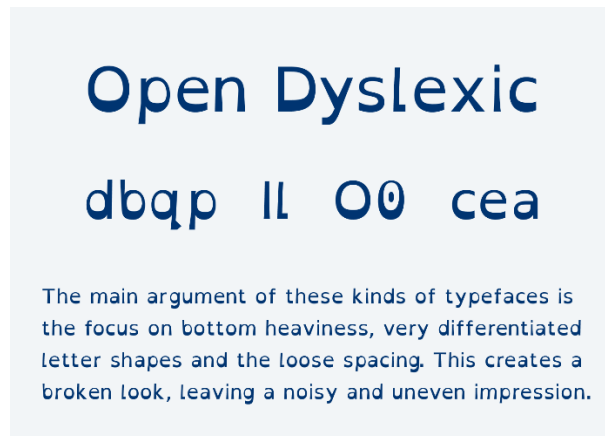 Open Dyslexic
dbqp Il O0 cea
The main argument of these kinds of typefaces is
the focus on bottom heaviness, very differentiated
letter shapes and the loose spacing. This creates a
broken look, leaving a noisy and uneven impression.